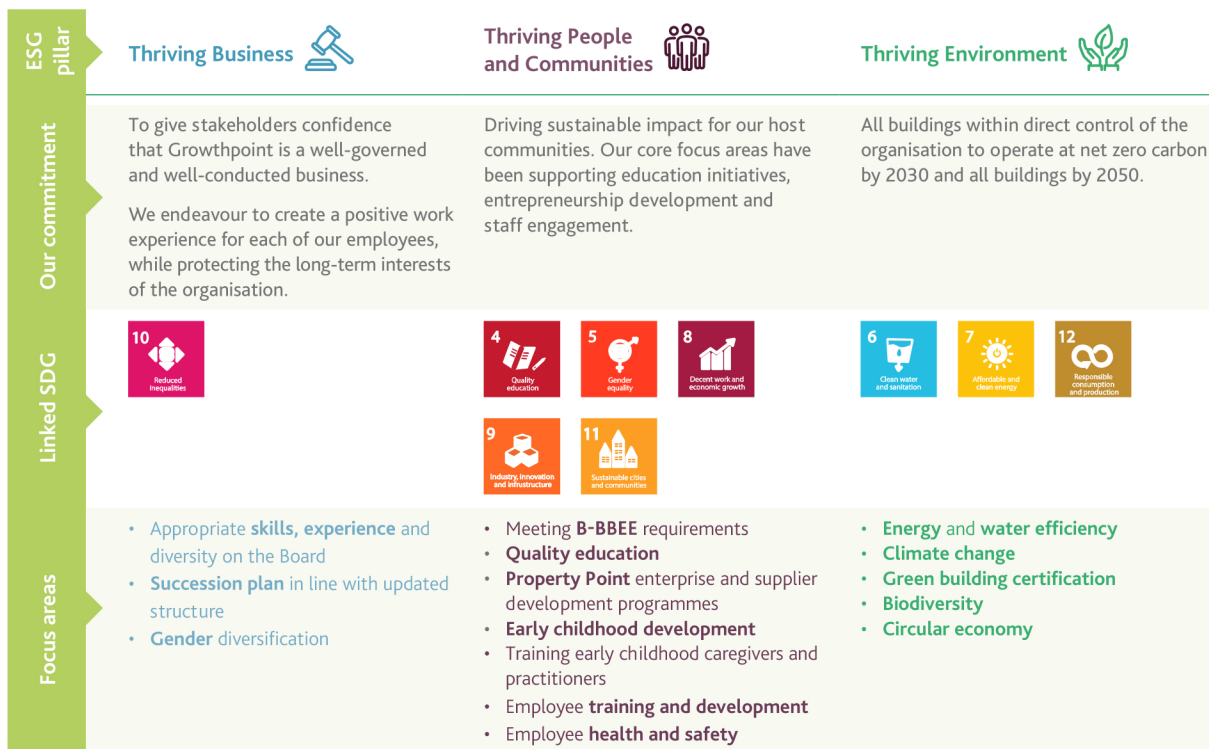 ESG
pillar
Thriving Business
Thriving People
and Communities
Thriving Environment
Our commitment
To give stakeholders confidence
that Growthpoint is a well-governed
and well-conducted business.
We endeavour to create a positive work
experience for each of our employees,
while protecting the long-term interests
of the organisation.
Driving sustainable impact for our host
communities. Our core focus areas have
been supporting education initiatives,
entrepreneurship development and
staff engagement.
All buildings within direct control of the
organisation to operate at net zero carbon
by 2030 and all buildings by 2050.
Linked SDG
10
Reduced
Inequalities
4
Quality
education
5
Gender
equality
8
Decent work and
economic growth
9
Industry, Innovation
and Infrustructure
11
Sustainable cities
and communities
6
Clean water
and sanitation
7
Affordable and
clean energy
12
Responsible
consumption
and production
Focus areas
• Appropriate skills, experience and
diversity on the Board
• Succession plan in line with updated
structure
• Gender diversification
• Meeting B-BBEE requirements
• Quality education
• Property Point enterprise and supplier
development programmes
• Early childhood development
• Training early childhood caregivers and
practitioners
• Employee training and development
• Employee health and safety
• Energy and water efficiency
• Climate change
• Green building certification
• Biodiversity
• Circular economy